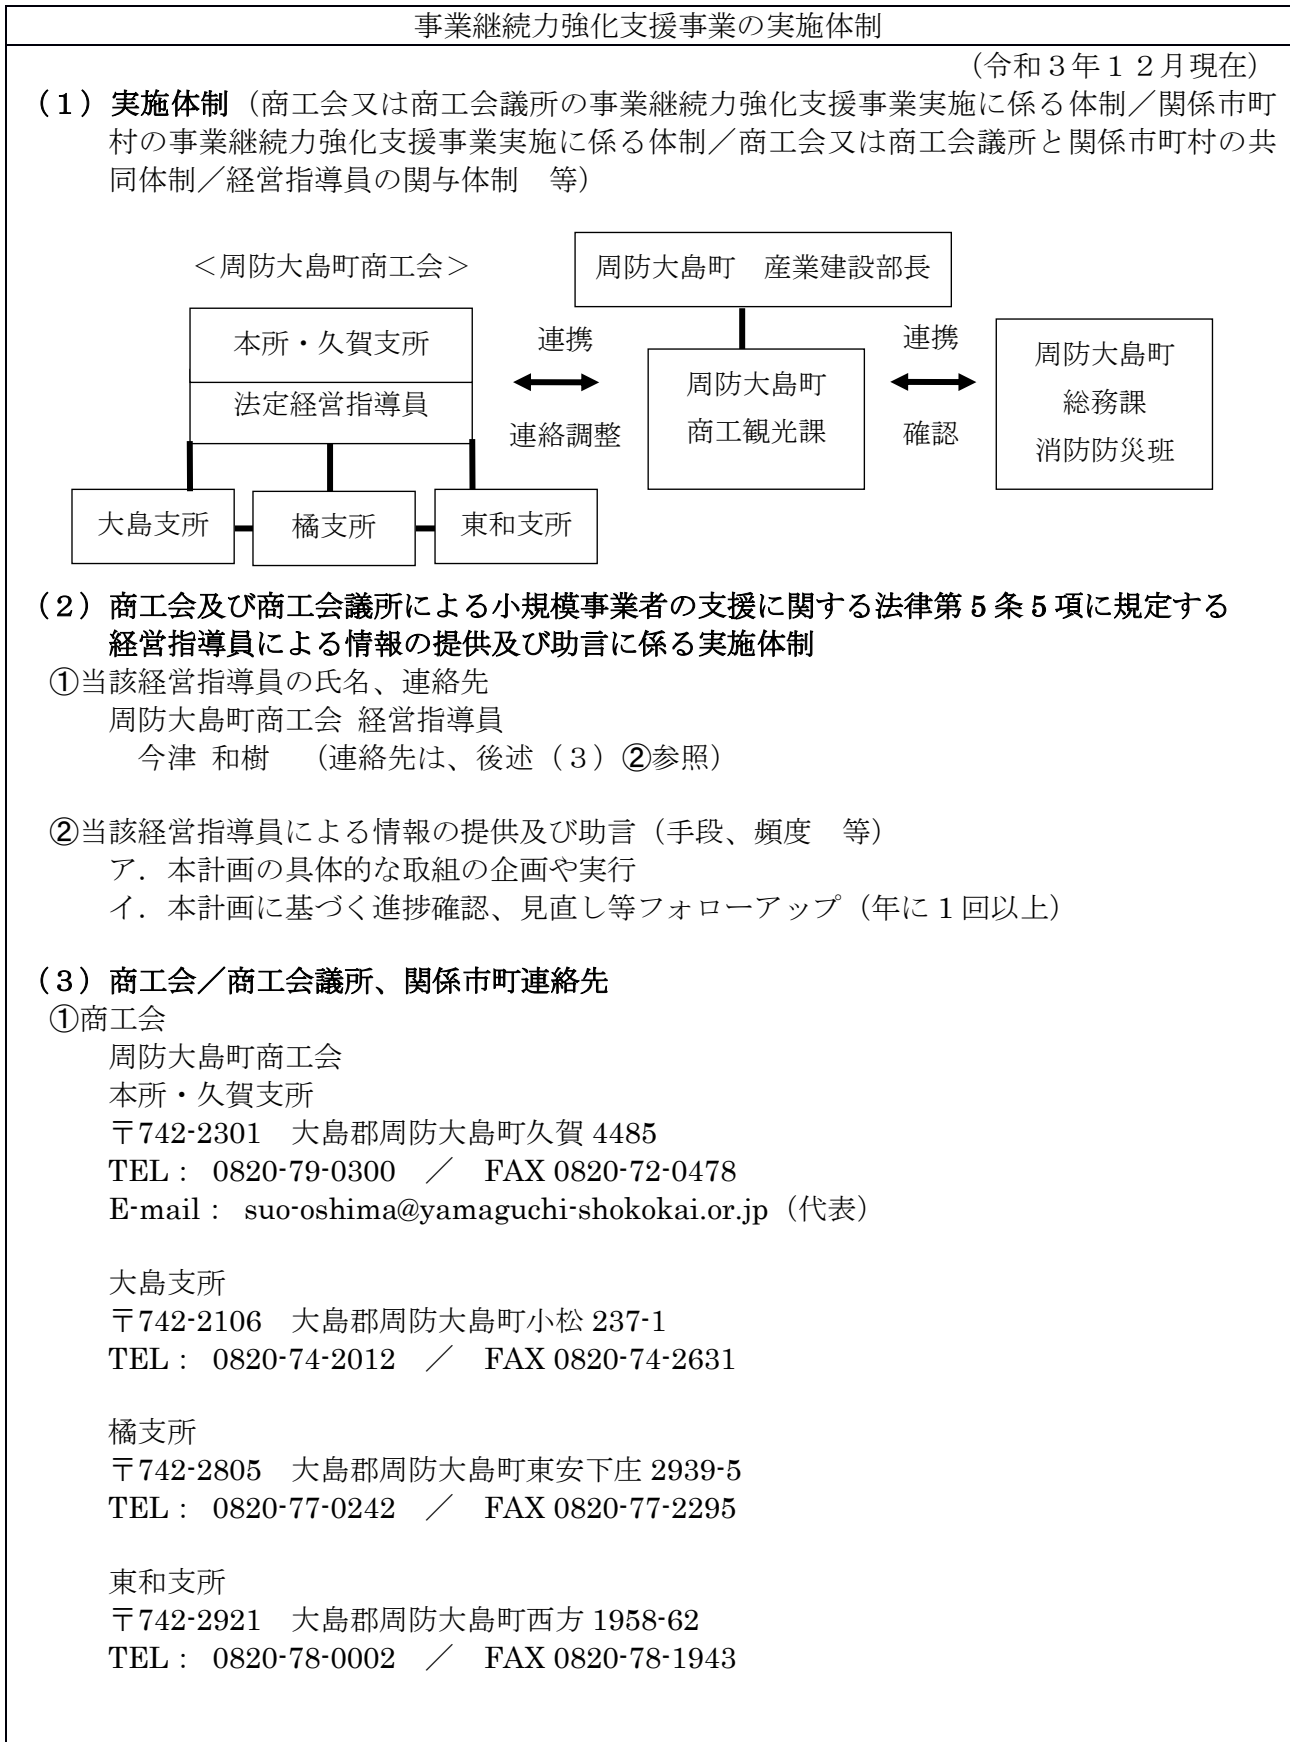 事業継続力強化支援事業の実施体制
（令和３年１２月現在）
（１）実施体制（商工会又は商工会議所の事業継続力強化支援事業実施に係る体制／関係市町
村の事業継続力強化支援事業実施に係る体制／商工会又は商工会議所と関係市町村の共
同体制／経営指導員の関与体制　等）
＜周防大島町商工会＞
周防大島町　産業建設部長
本所・久賀支所
法定経営指導員
連携
連絡調整
周防大島町
商工観光課
連携
確認
周防大島町
総務課
消防防災班
大島支所
橘支所
東和支所
（２）商工会及び商工会議所による小規模事業者の支援に関する法律第５条５項に規定する
経営指導員による情報の提供及び助言に係る実施体制
①当該経営指導員の氏名、連絡先
周防大島町商工会 経営指導員
今津 和樹　（連絡先は、後述（３）②参照）
②当該経営指導員による情報の提供及び助言（手段、頻度　等）
ア．本計画の具体的な取組の企画や実行
イ．本計画に基づく進捗確認、見直し等フォローアップ（年に 1 回以上）
（３）商工会／商工会議所、関係市町連絡先
①商工会
周防大島町商工会
本所・久賀支所
〒742-2301　大島郡周防大島町久賀 4485
TEL： 0820-79-0300　／　FAX 0820-72-0478
E-mail： suo-oshima@yamaguchi-shokokai.or.jp（代表）
大島支所
〒742-2106　大島郡周防大島町小松 237-1
TEL： 0820-74-2012　／　FAX 0820-74-2631
橘支所
〒742-2805　大島郡周防大島町東安下庄 2939-5
TEL： 0820-77-0242　／　FAX 0820-77-2295
東和支所
〒742-2921　大島郡周防大島町西方 1958-62
TEL： 0820-78-0002　／　FAX 0820-78-1943